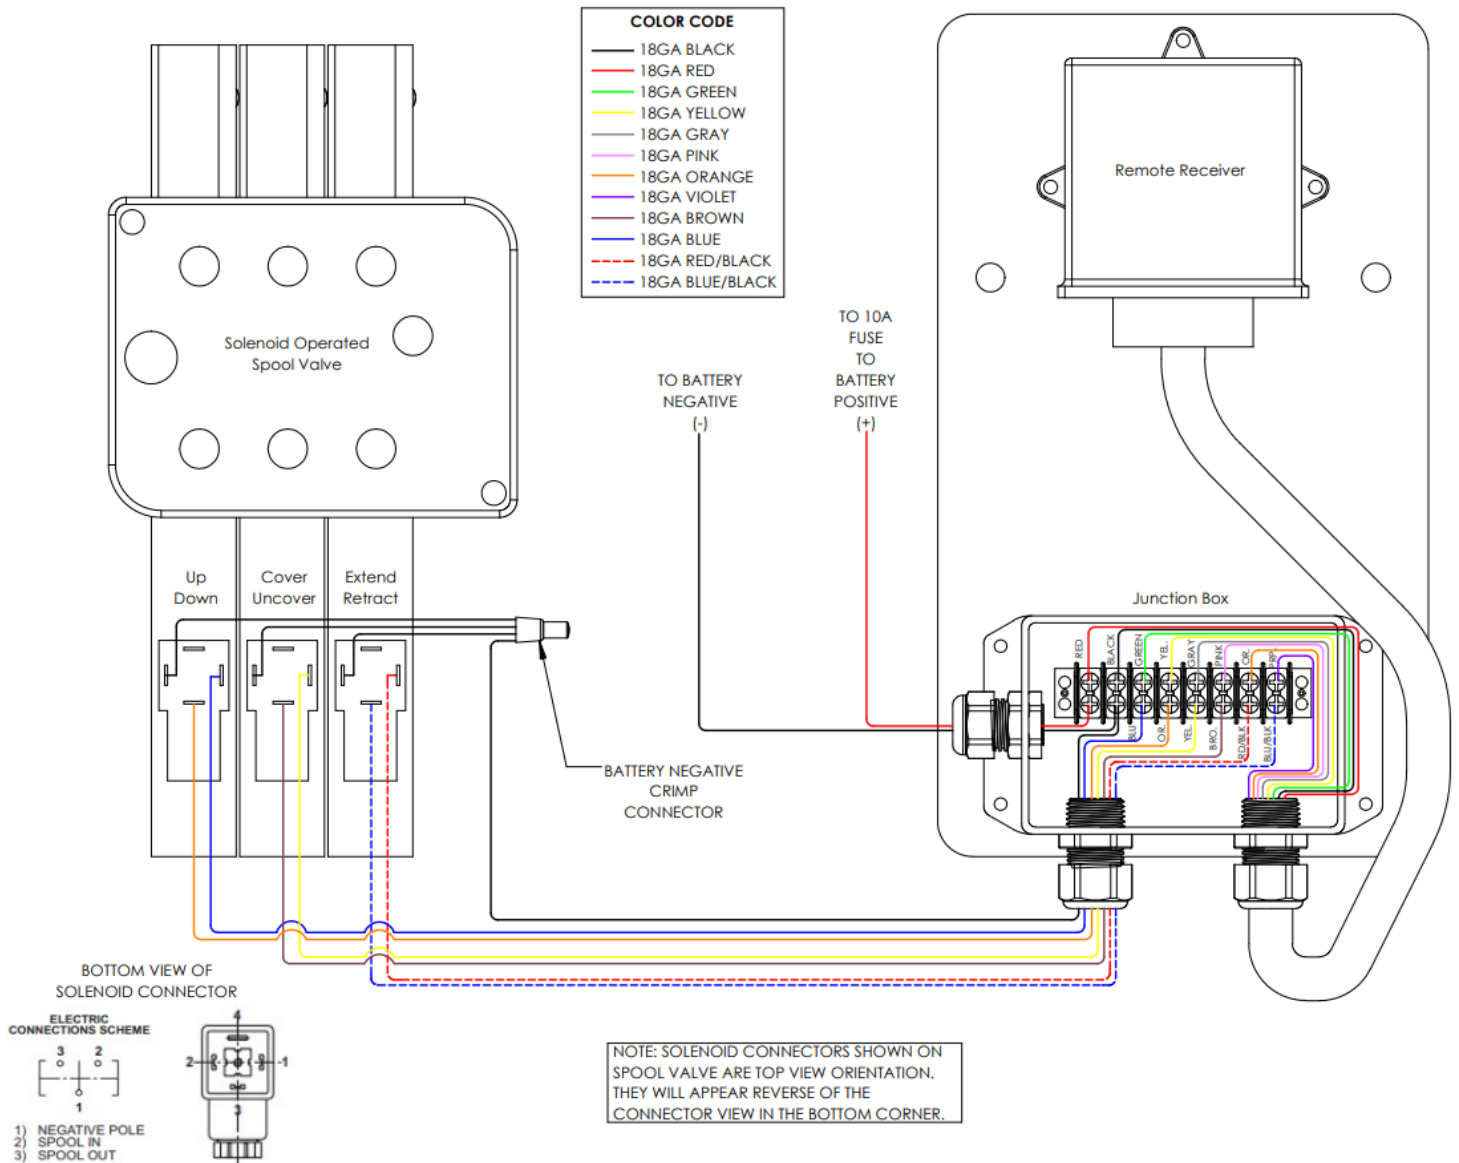 COLOR CODE
18GA BLACK
18GA RED
18GA GREEN
18GA YELLOW
18GA GRAY
18GA PINK
18GA ORANGE
18GA VIOLET
18GA BROWN
18GA BLUE
18GA RED/BLACK
18GA BLUE/BLACK
Remote Receiver
Solenoid Operated
Spool Valve
TO BATTERY
NEGATIVE
(-)
TO 10A
FUSE
TO
BATTERY
POSITIVE
(+)
Up
Down
Cover
Uncover
Extend
Retract
Junction Box
RED
BLACK
GREEN
YEL.
GRAY
PINK
OR.
PRP.
BLU
OR.
YEL.
BRO.
RD/BLK
BLU/BLK
BATTERY NEGATIVE
CRIMP
CONNECTOR
BOTTOM VIEW OF
SOLENOID CONNECTOR
ELECTRIC
CONNECTIONS SCHEME
3 2
1
1) NEGATIVE POLE
2) SPOOL IN
3) SPOOL OUT
4
2 1
3
NOTE: SOLENOID CONNECTORS SHOWN ON
SPOOL VALVE ARE TOP VIEW ORIENTATION.
THEY WILL APPEAR REVERSE OF THE
CONNECTOR VIEW IN THE BOTTOM CORNER.